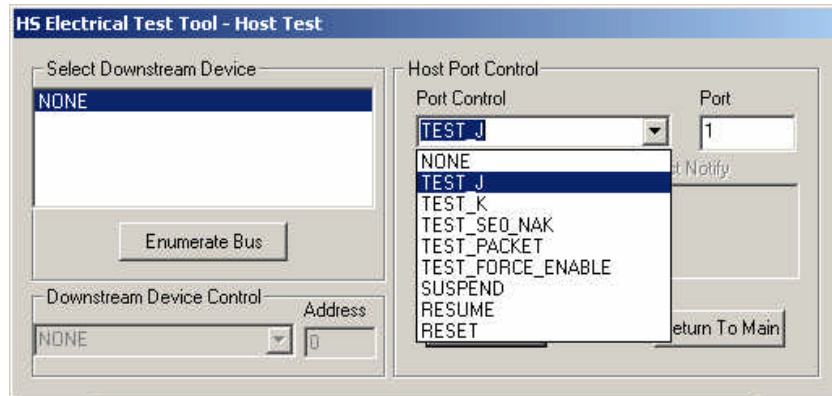 HS Electrical Test Tool - Host Test
Select Downstream Device
NONE
Enumerate Bus
Downstream Device Control
Address
NONE
0
Host Port Control
Port Control
Port
TEST_J
1
NONE
TEST_J
TEST_K
TEST_SE0_NAK
TEST_PACKET
TEST_FORCE_ENABLE
SUSPEND
RESUME
RESET
Notify
eturn To Main